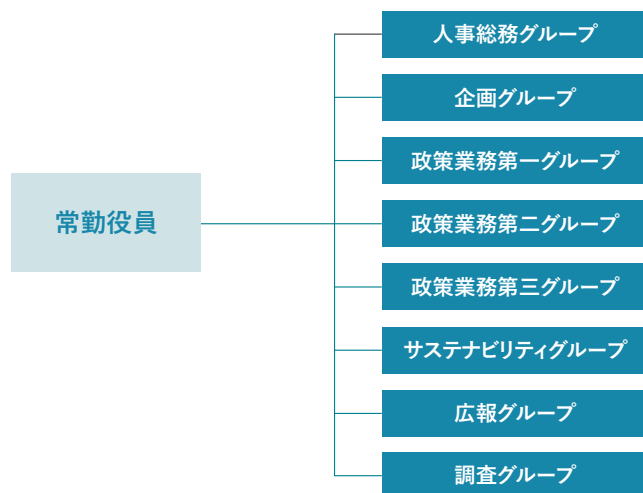 常勤役員
人事総務グループ
企画グループ
政策業務第一グループ
政策業務第二グループ
政策業務第三グループ
サステナビリティグループ
広報グループ
調査グループ